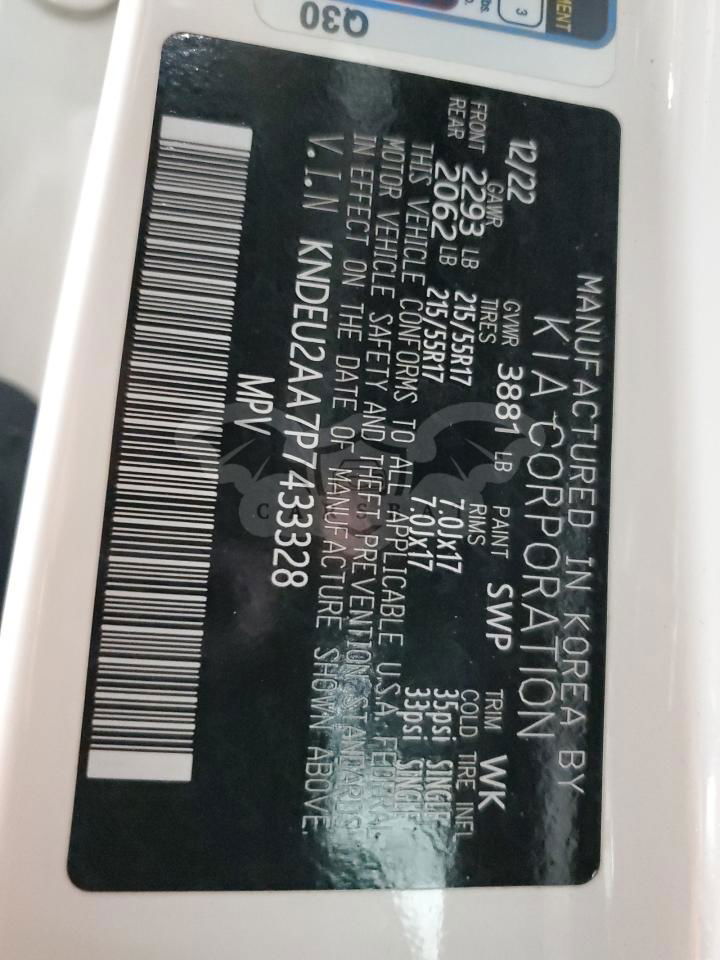 MANUFACTURED IN KOREA BY
KIA CORPORATION
12/22 GVWR 3881 LB PAINT SWP TRIM WK
GAWR TIRES RIMS COLD TIRE INFL
FRONT 2293 LB 215/55R17 7.0Jx17 35psi SINGLE
REAR 2062 LB 215/55R17 7.0Jx17 33psi SINGLE
THIS VEHICLE CONFORMS TO ALL APPLICABLE U.S.A. FEDERAL
MOTOR VEHICLE SAFETY AND THEFT PREVENTION STANDARDS
IN EFFECT ON THE DATE OF MANUFACTURE SHOWN ABOVE.
V.I.N KNDEU2AA7P7433328
MPV
Q30
3